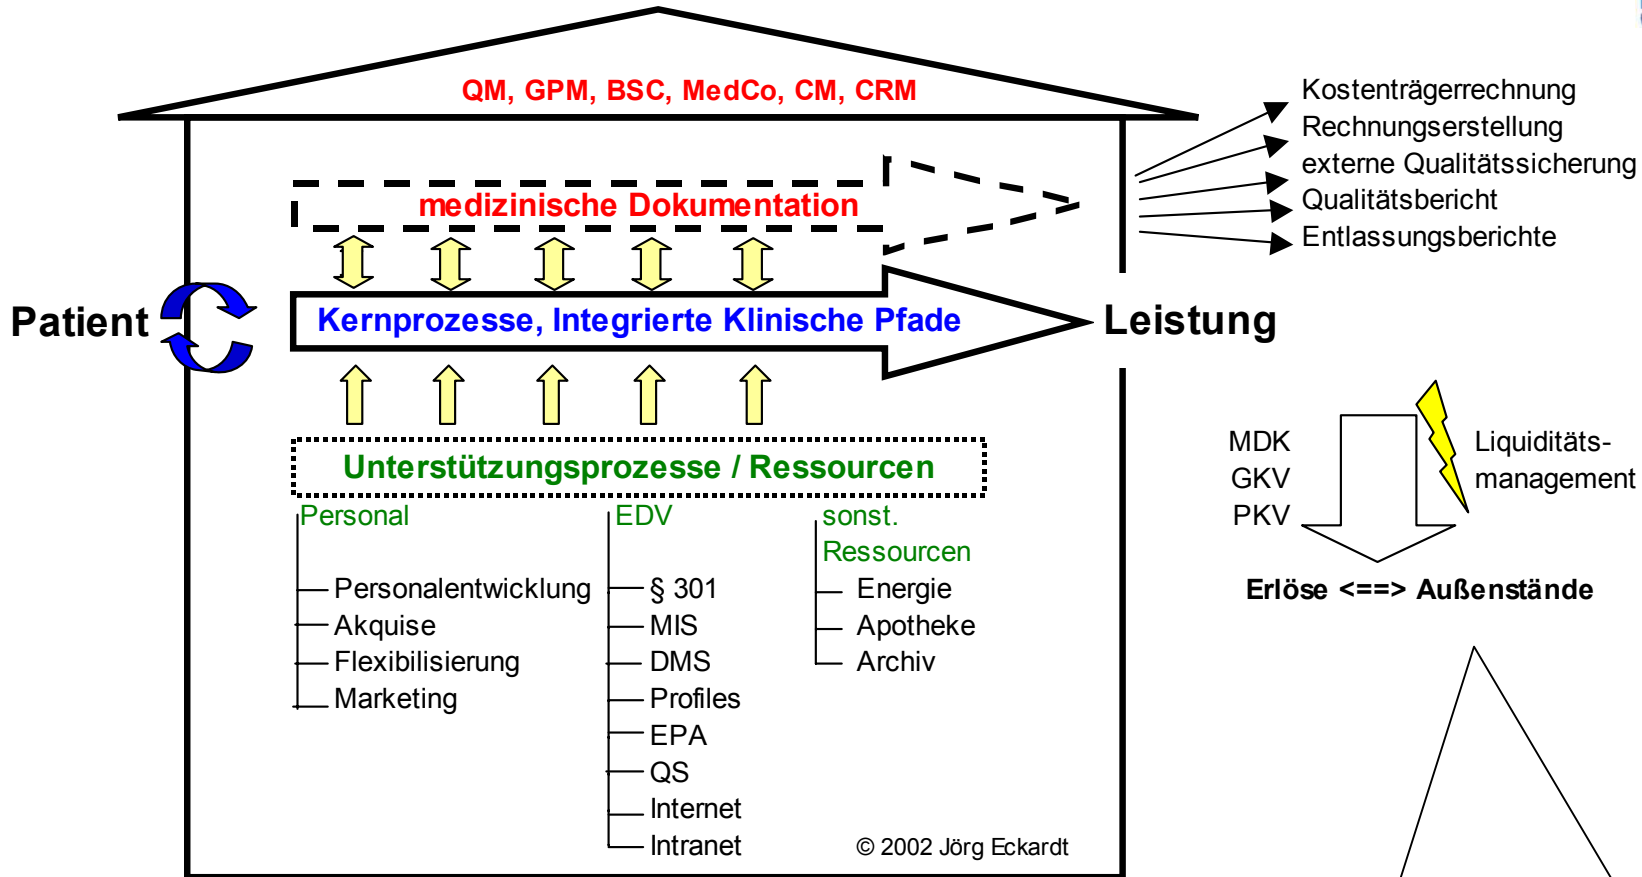 QM, GPM, BSC, MedCo, CM, CRM
medizinische Dokumentation
Patient
Kernprozesse, Integrierte Klinische Pfade
Leistung
Kostenträgerrechnung
Rechnungserstellung
externe Qualitätssicherung
Qualitätsbericht
Entlassungsberichte
Unterstützungsprozesse / Ressourcen
Personal
Personalentwicklung
Akquise
Flexibilisierung
Marketing
EDV
§ 301
MIS
DMS
Profiles
EPA
QS
Internet
Intranet
sonst.
Ressourcen
Energie
Apotheke
Archiv
© 2002 Jörg Eckardt
MDK
GKV
PKV
Liquiditäts-
management
Erlöse <==> Außenstände